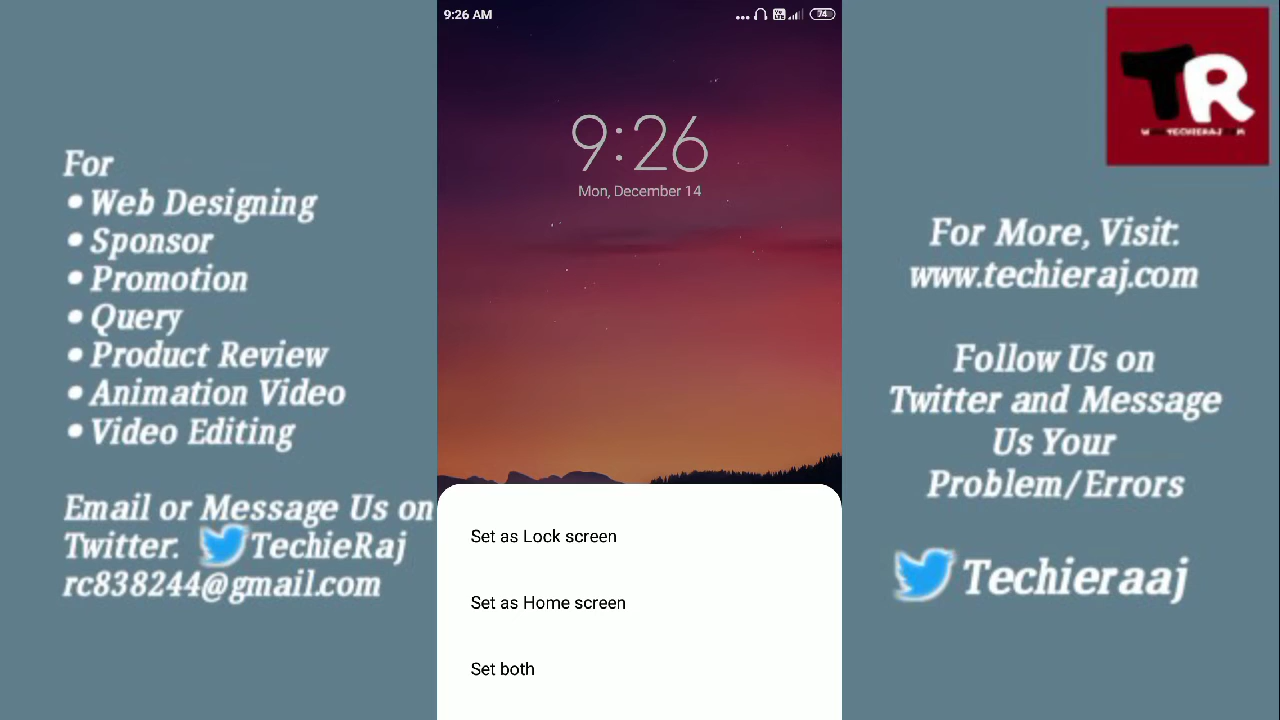 For
• Web Designing
• Sponsor
• Promotion
• Query
• Product Review
• Animation Video
• Video Editing
Email or Message Us on
Twitter. TechieRaj
rc838244@gmail.com
9:26 AM
74
9:26
Mon, December 14
Set as Lock screen
Set as Home screen
Set both
TR
For More, Visit:
www.techieraj.com
Follow Us on
Twitter and Message
Us Your
Problem/Errors
Techieraaj